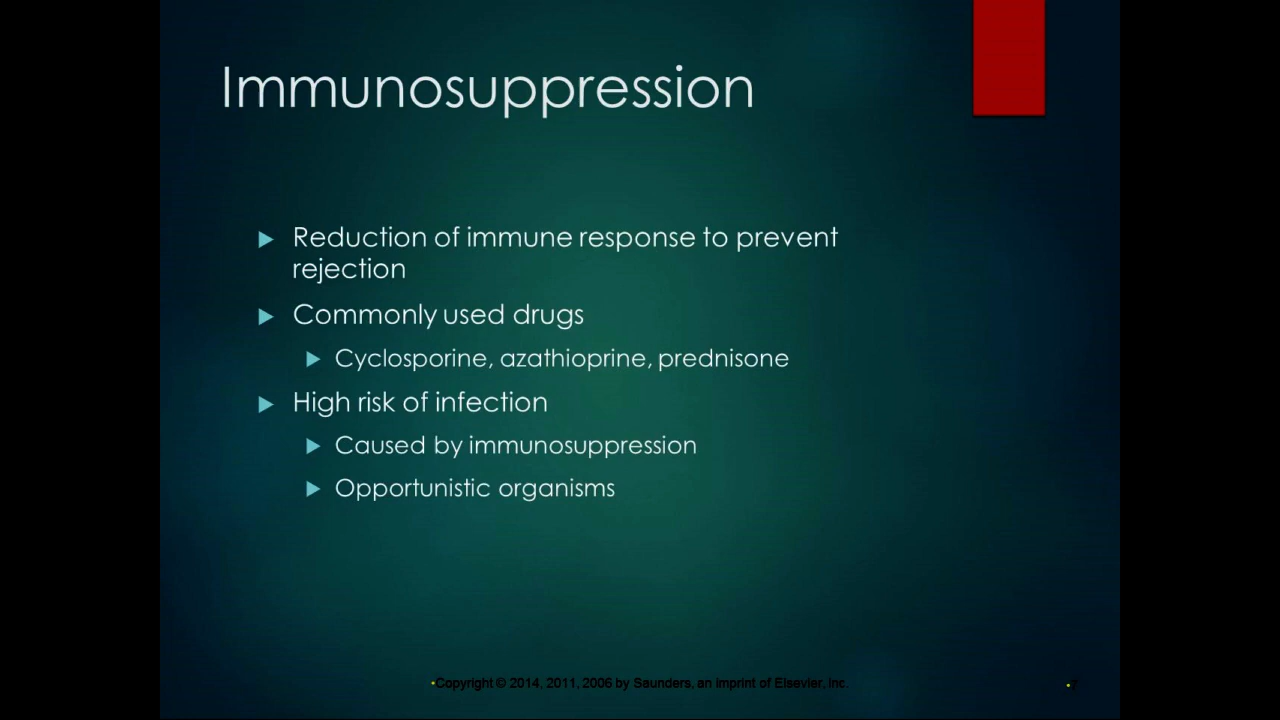 Immunosuppression
Reduction of immune response to prevent
rejection
Commonly used drugs
Cyclosporine, azathioprine, prednisone
High risk of infection
Caused by immunosuppression
Opportunistic organisms
Copyright © 2014, 2011, 2006 by Saunders, an imprint of Elsevier, Inc.